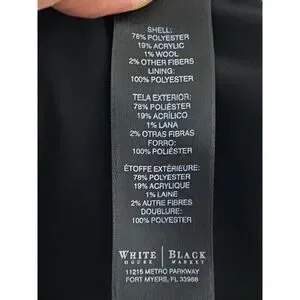 SHELL:
78% POLYESTER
19% ACRYLIC
1% WOOL
2% OTHER FIBERS
LINING:
100% POLYESTER
TELA EXTERIOR:
78% POLIÉSTER
19% ACRÍLICO
1% LANA
2% OTRAS FIBRAS
FORRO:
100% POLIÉSTER
ÉTOFFE EXTÉRIEURE:
78% POLYESTER
19% ACRYLIQUE
1% LAINE
2% AUTRE FIBRES
DOUBLURE:
100% POLYESTER
WHITE | BLACK
HOUSE MARKET
11215 METRO PARKWAY
FORT MYERS, FL 33966